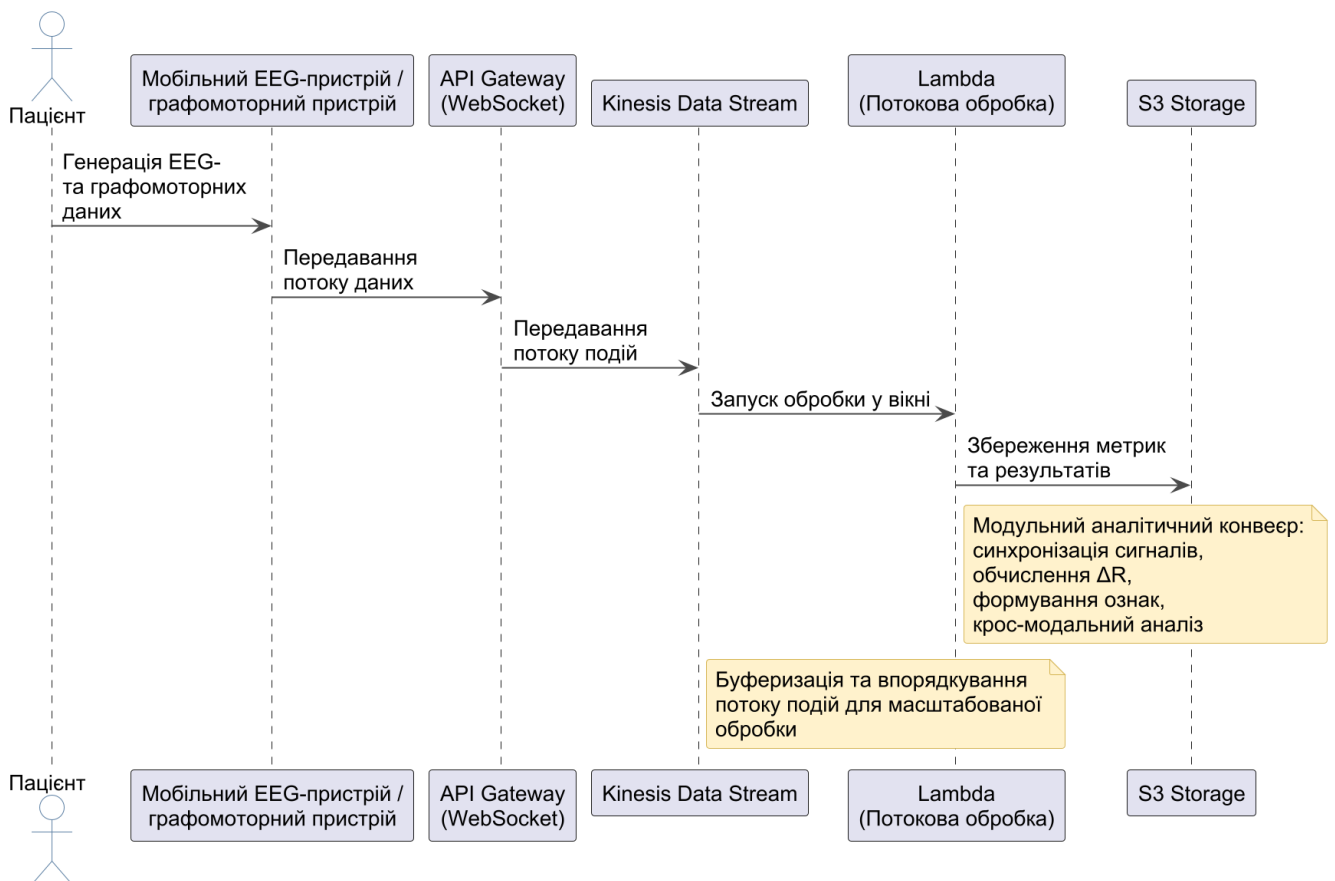 Пацієнт
Мобільний EEG-пристрій /
графомоторний пристрій
API Gateway
(WebSocket)
Kinesis Data Stream
Lambda
(Потокова обробка)
S3 Storage
Генерація EEG-
та графомоторних
даних
Передавання
потоку даних
Передавання
потоку подій
Запуск обробки у вікні
Збереження метрик
та результатів
Модульний аналітичний конвеєр:
синхронізація сигналів,
обчислення ΔR,
формування ознак,
крос-модальний аналіз
Буферизація та впорядкування
потоку подій для масштабованої
обробки
Пацієнт
Мобільний EEG-пристрій /
графомоторний пристрій
API Gateway
(WebSocket)
Kinesis Data Stream
Lambda
(Потокова обробка)
S3 Storage